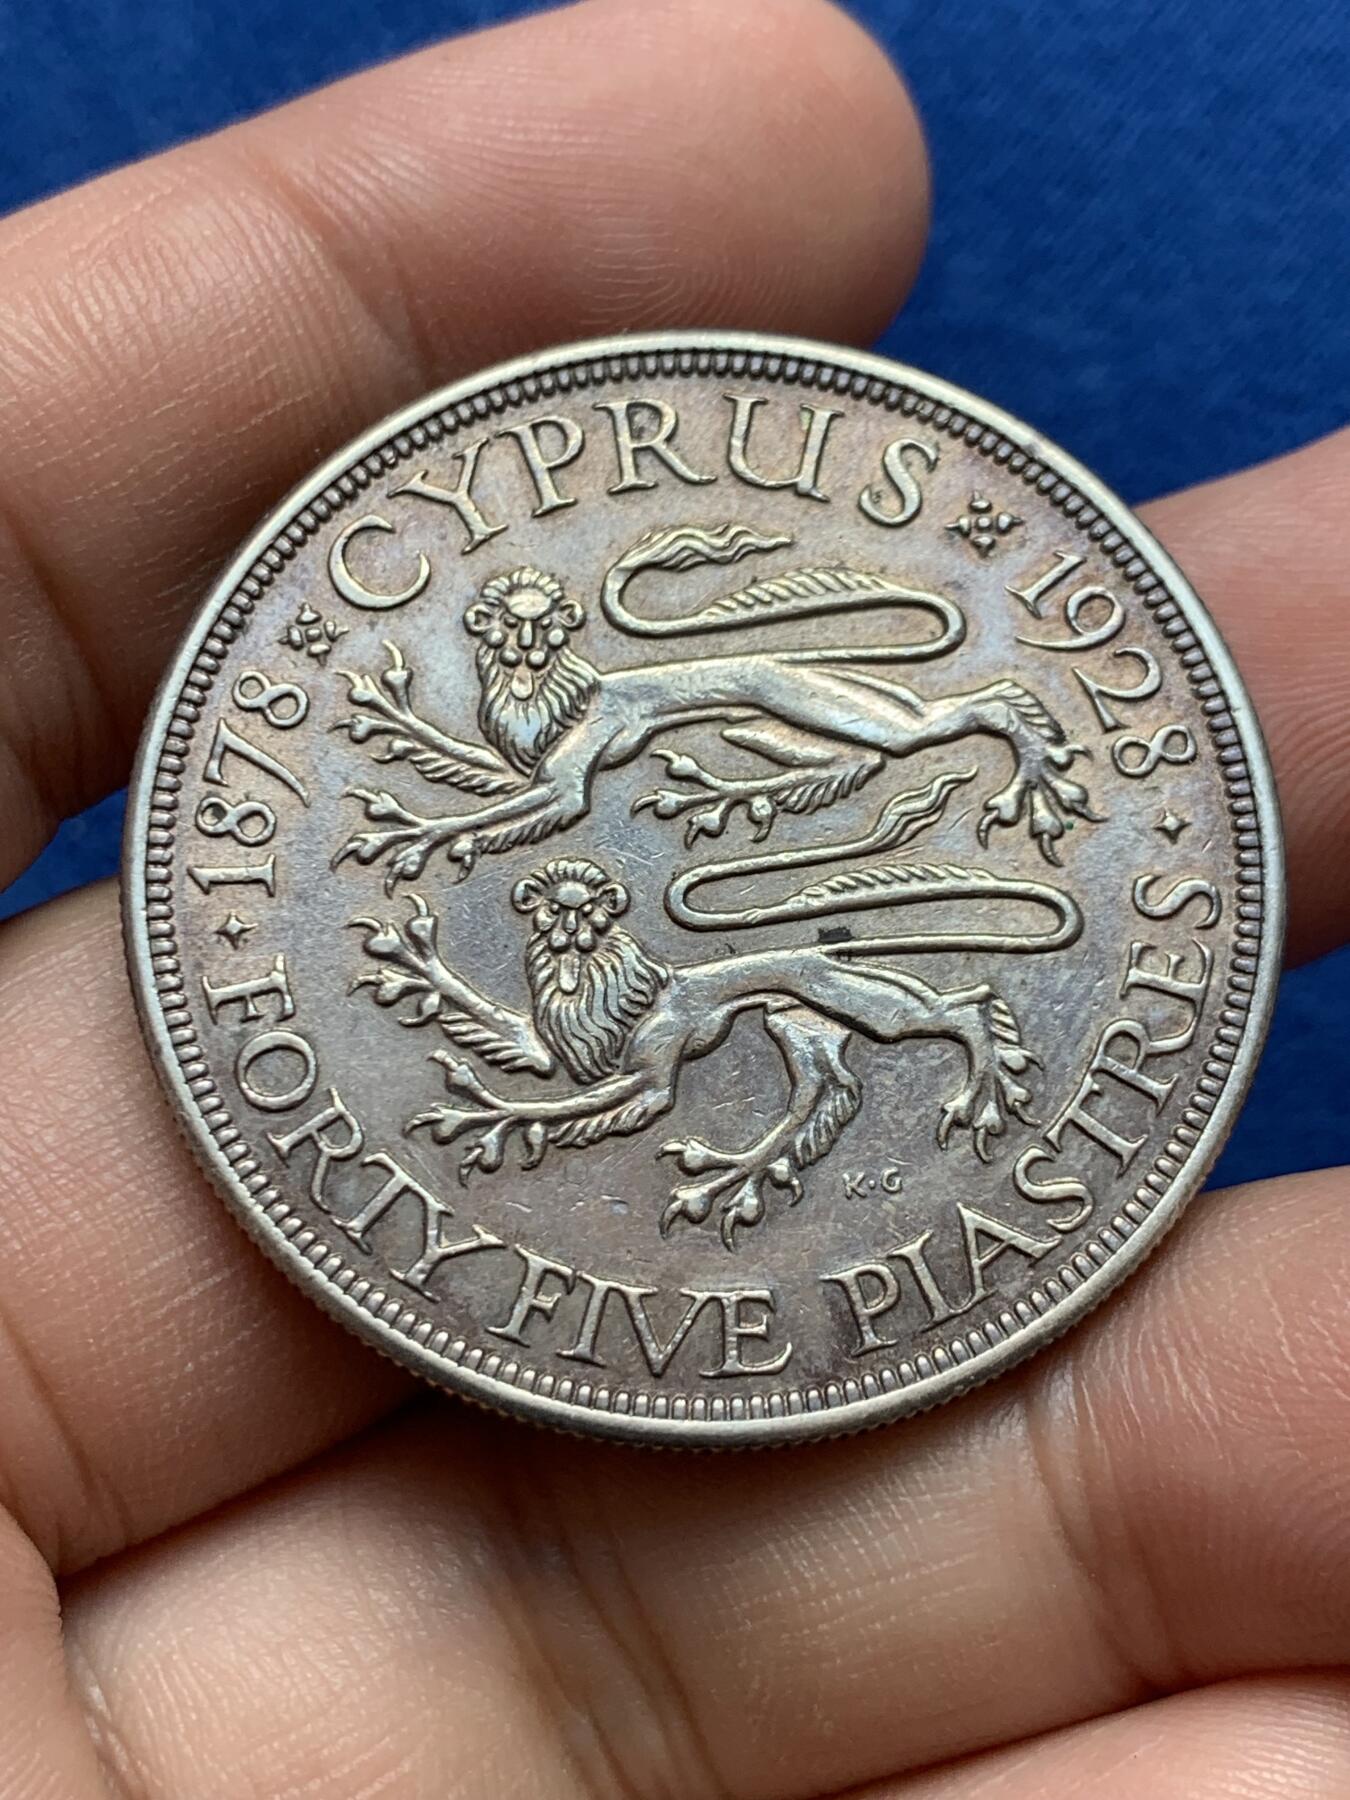 1878 CYPRUS 1928
FORTY FIVE PIASTRES
K·G